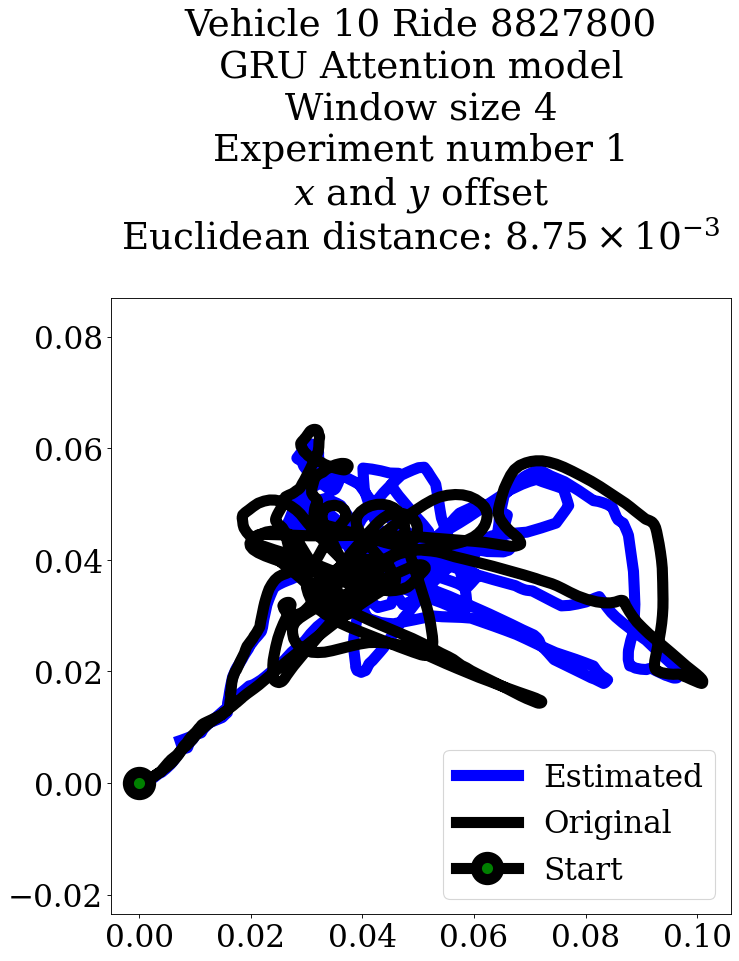 Vehicle 10 Ride 8827800
GRU Attention model
Window size 4
Experiment number 1
x and y offset
Euclidean distance: 8.75 × 10⁻³
0.08
0.06
0.04
0.02
0.00
−0.02
0.00 0.02 0.04 0.06 0.08 0.10
Estimated
Original
Start